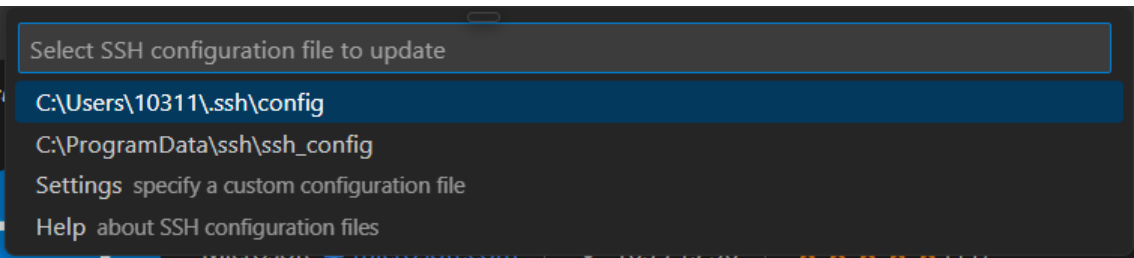 Select SSH configuration file to update
C:\Users\10311\.ssh\config
C:\ProgramData\ssh\ssh_config
Settings specify a custom configuration file
Help about SSH configuration files